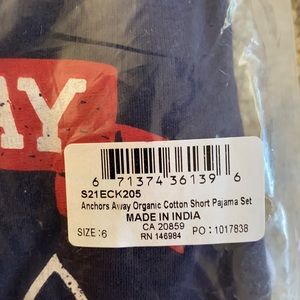 AY
6 71374 36139 6
S21ECK205
Anchors Away Organic Cotton Short Pajama Set
MADE IN INDIA
CA 20859
SIZE :6
RN 146984
PO : 1017838